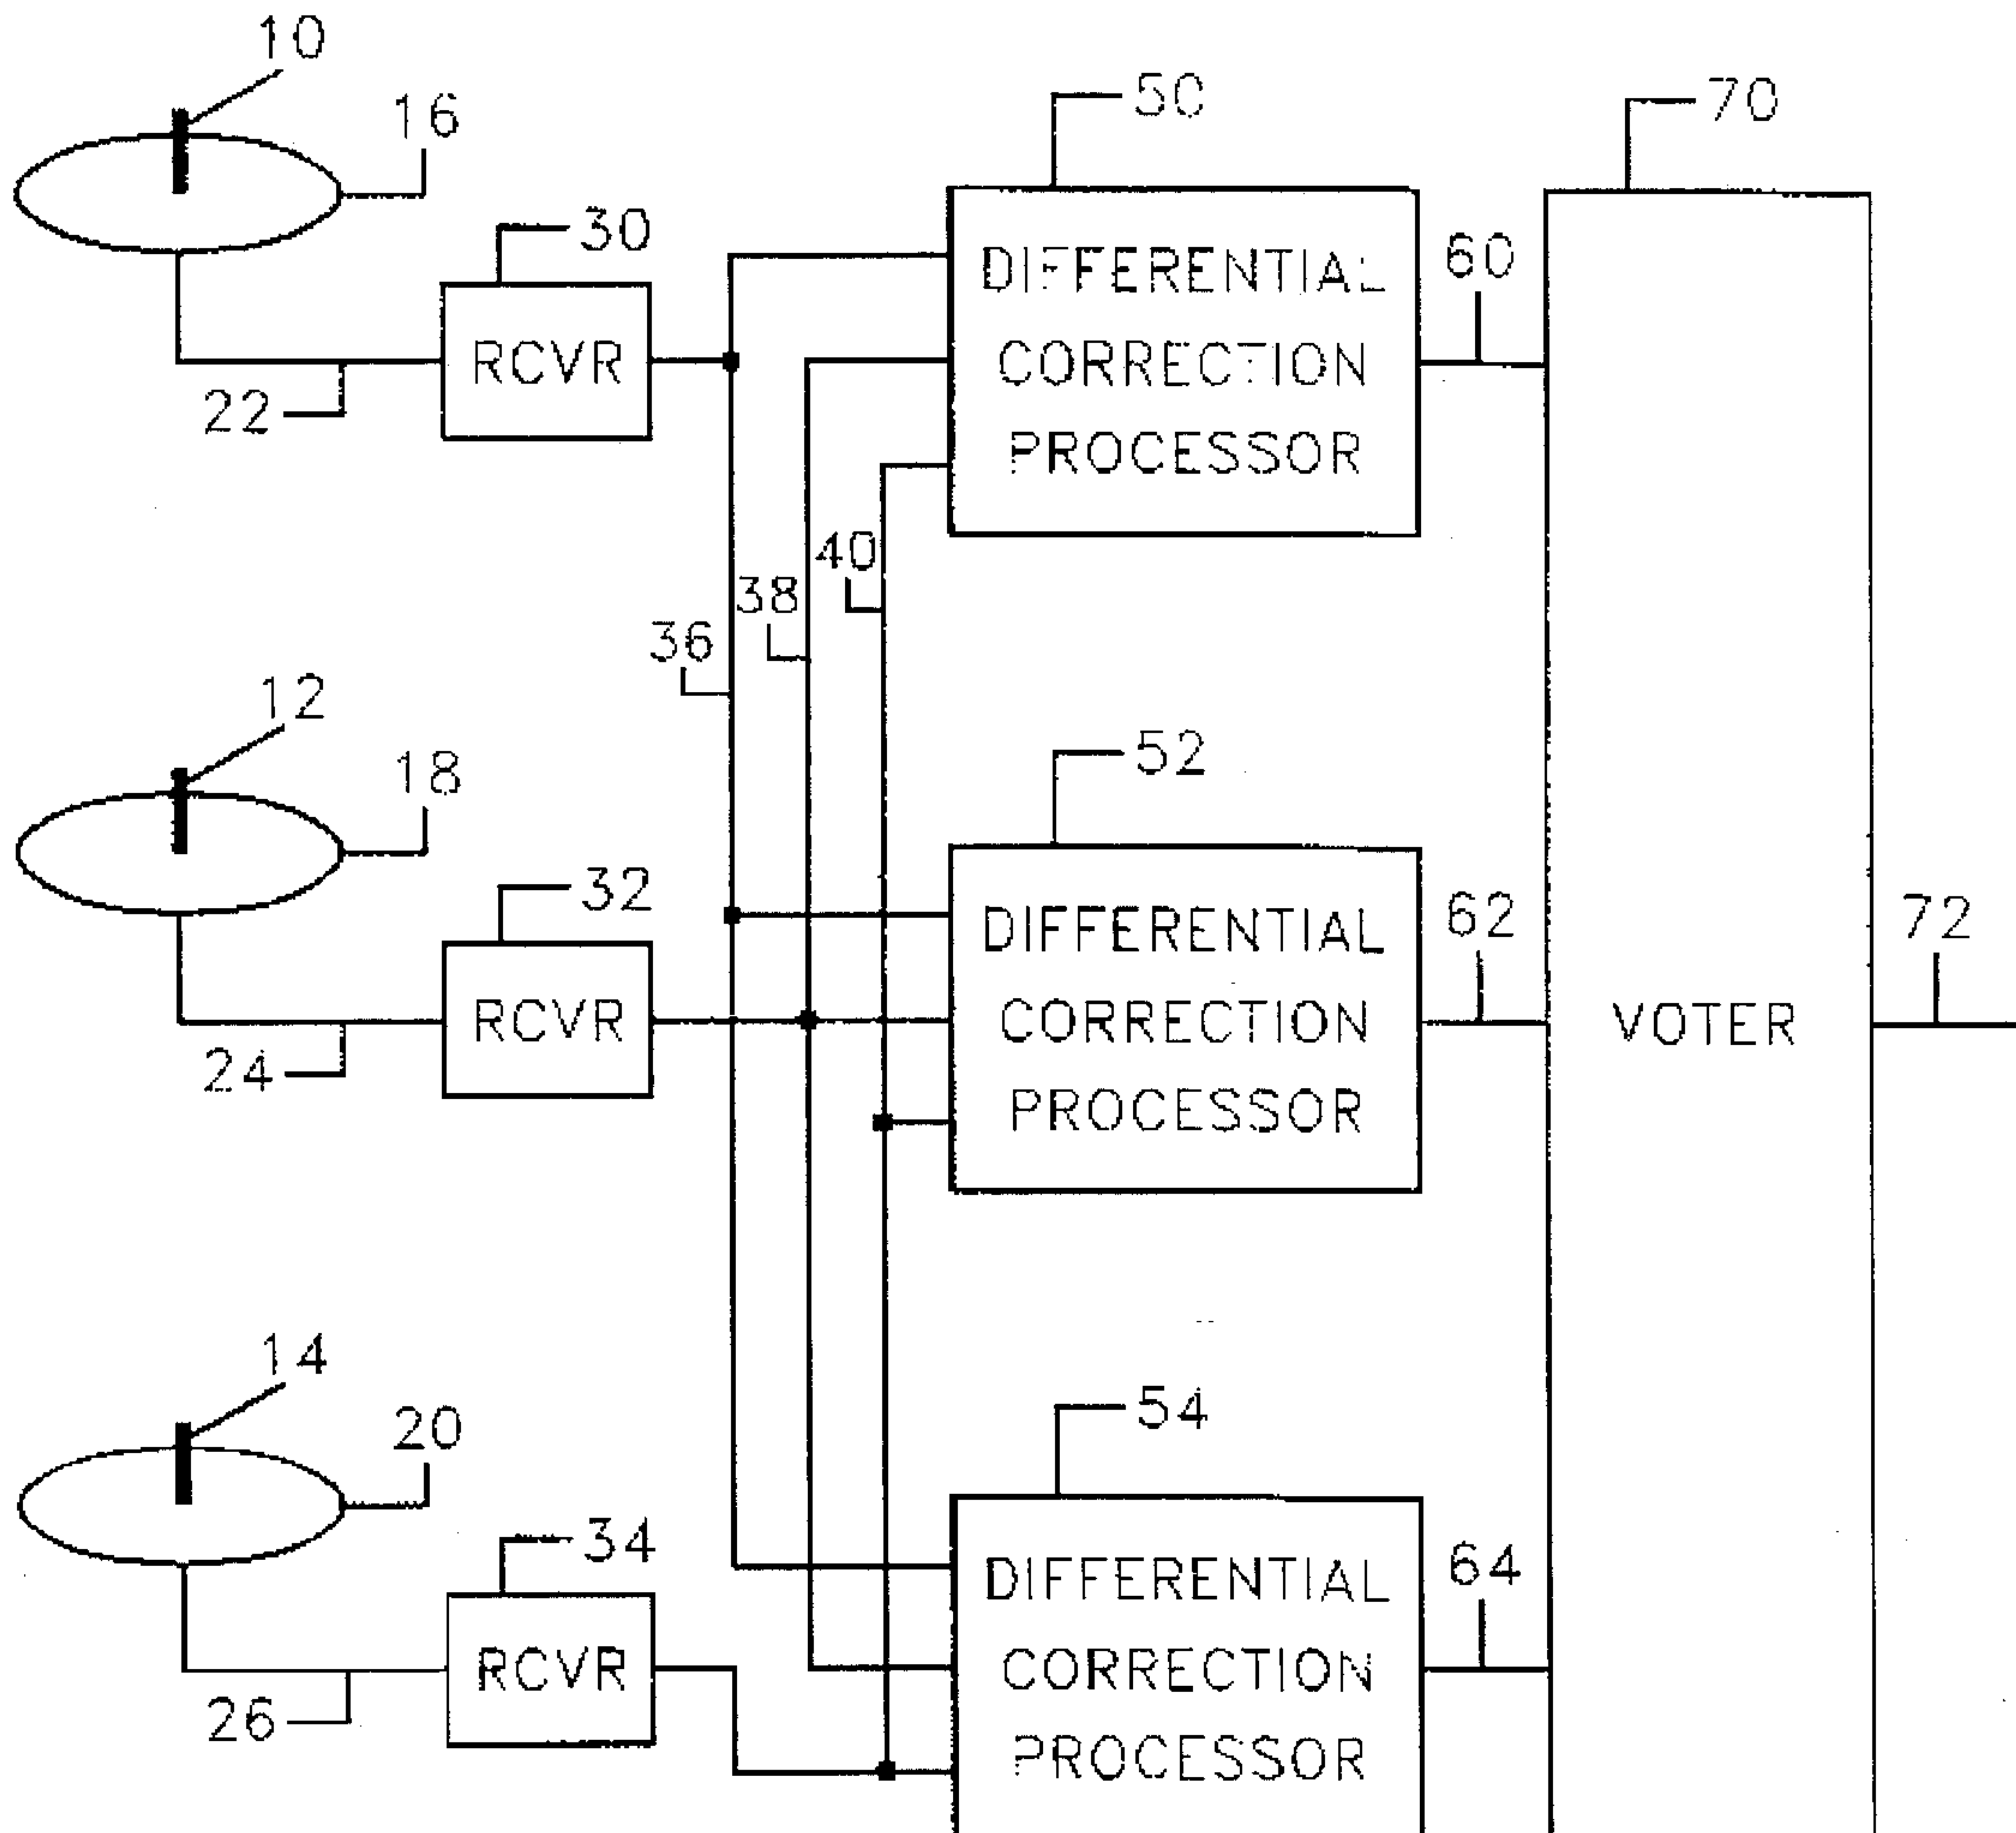 10
16
50
70
30
DIFFERENTIAL
CORRECTION
PROCESSOR
60
RCVR
22
40
38
36
12
18
52
32
DIFFERENTIAL
CORRECTION
PROCESSOR
62
72
RCVR
VOTER
24
14
20
54
34
DIFFERENTIAL
CORRECTION
PROCESSOR
64
RCVR
26